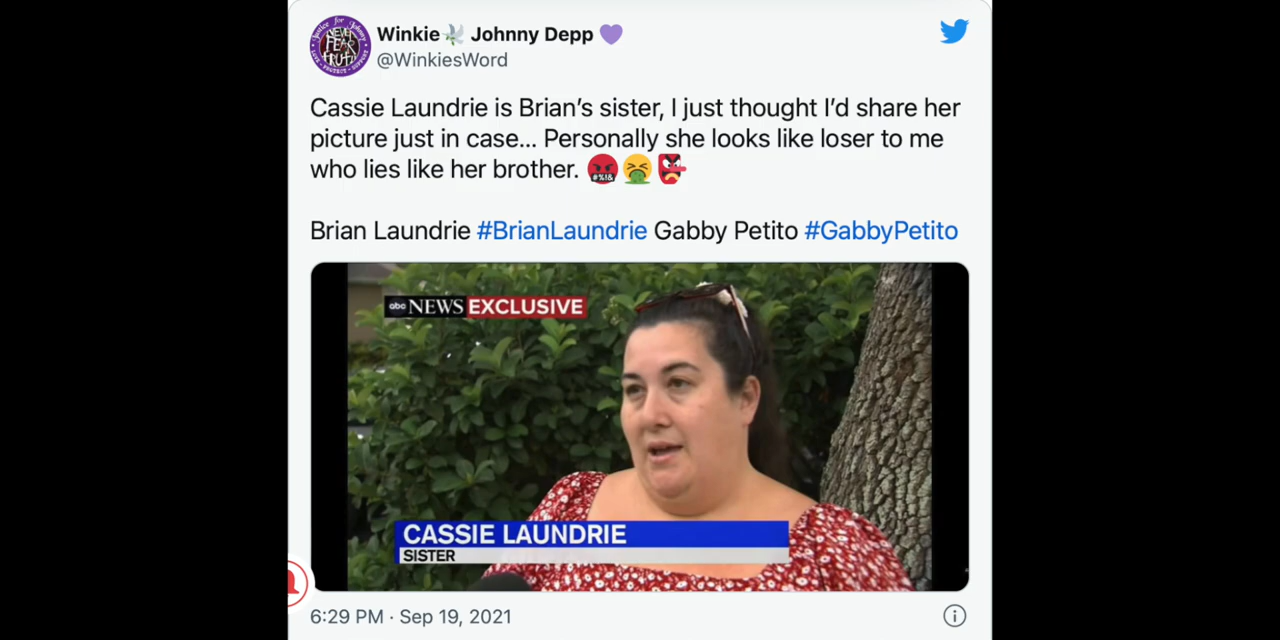 Winkie🕊️ Johnny Depp 💜
@WinkiesWord
Cassie Laundrie is Brian’s sister, I just thought I’d share her
picture just in case... Personally she looks like loser to me
who lies like her brother. 🤬🤮👺
Brian Laundrie #BrianLaundrie Gabby Petito #GabbyPetito
abc NEWS EXCLUSIVE
CASSIE LAUNDRIE
SISTER
6:29 PM · Sep 19, 2021